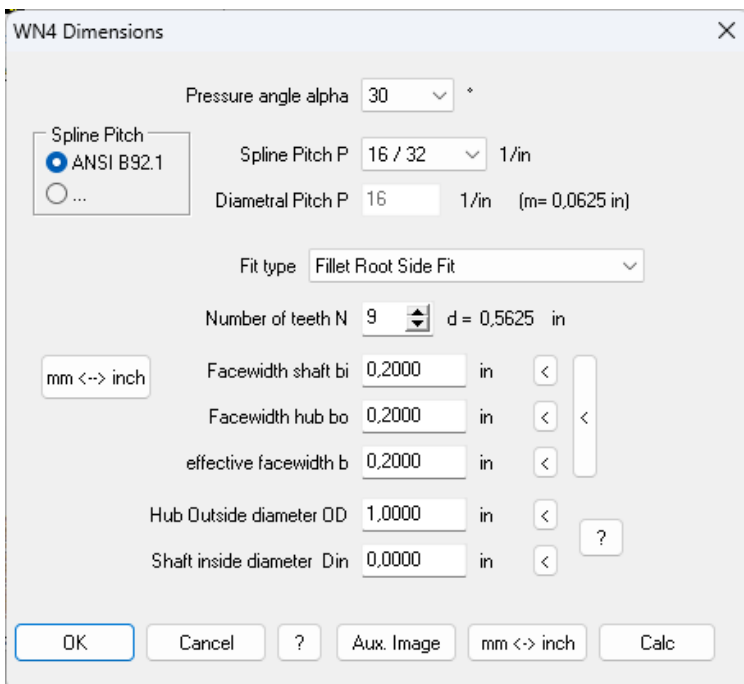 WN4 Dimensions
Pressure angle alpha 30 °
Spline Pitch
ANSI B92.1
...
Spline Pitch P 16 / 32 1/in
Diametral Pitch P 16 1/in (m= 0,0625 in)
Fit type Fillet Root Side Fit
Number of teeth N 9 d = 0,5625 in
mm <--> inch
Facewidth shaft bi 0,2000 in <
Facewidth hub bo 0,2000 in < <
effective facewidth b 0,2000 in <
Hub Outside diameter OD 1,0000 in <
?
Shaft inside diameter Din 0,0000 in <
OK Cancel ? Aux. Image mm <-> inch Calc